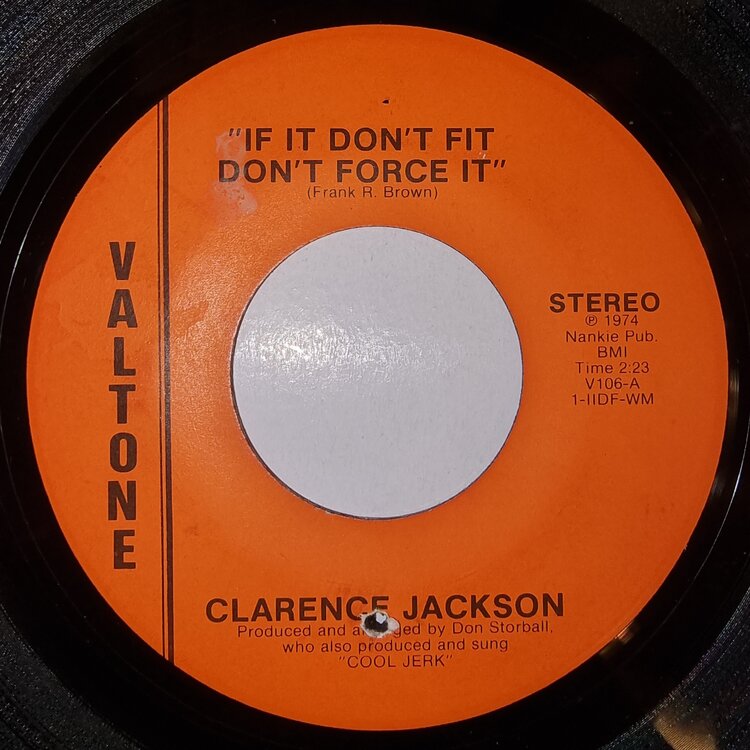 "IF IT DON'T FIT
DON'T FORCE IT"
(Frank R. Brown)
VALTONE
STEREO
℗ 1974
Nankie Pub.
BMI
Time 2:23
V106-A
1-IIDF-WM
CLARENCE JACKSON
Produced and arranged by Don Storball,
who also produced and sung
"COOL JERK"